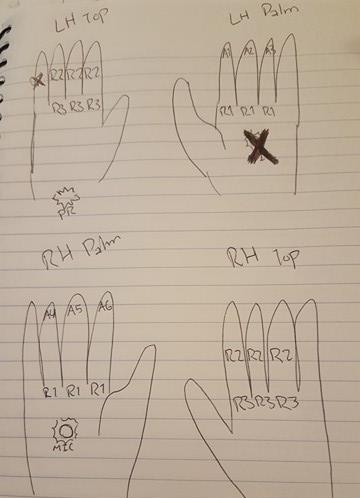 LH Top
LH Palm
R2 R2 R2
R3 R3 R3
PR
A1 A2 A3
R1 R1 R1
RH Palm
RH Top
A4 A5 A6
R1 R1 R1
MIC
R2 R2 R2
R3 R3 R3